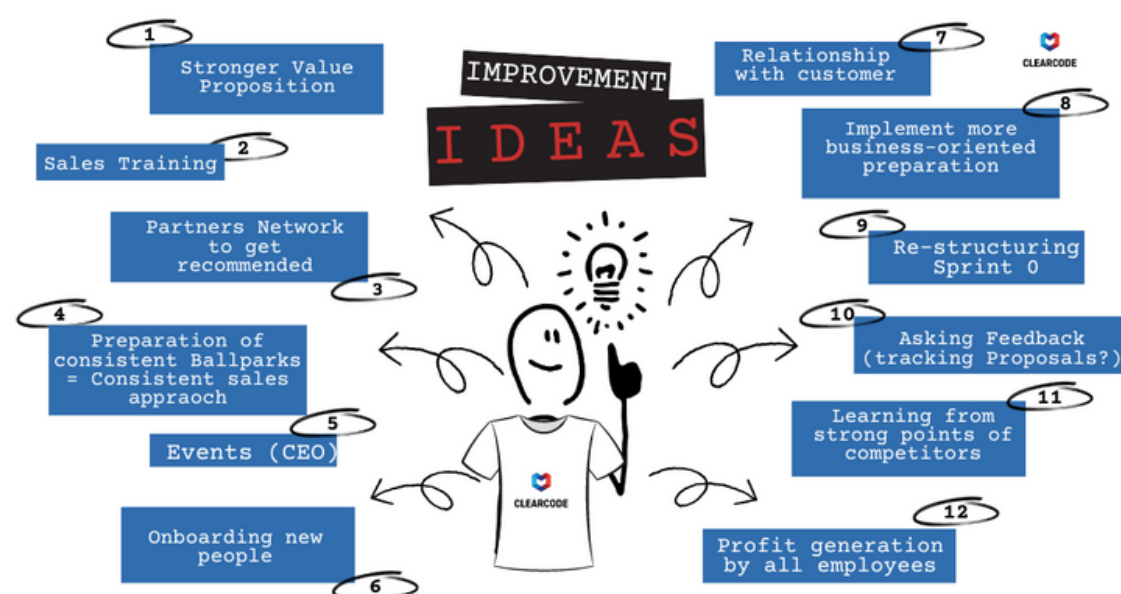 IMPROVEMENT
IDEAS
1
Stronger Value
Proposition
2
Sales Training
Partners Network
to get
recommended
3
4
Preparation of
consistent Ballparks
= Consistent sales
appraoch
5
Events (CEO)
Onboarding new
people
6
7
Relationship
with customer
CLEARCODE
8
Implement more
business-oriented
preparation
9
Re-structuring
Sprint 0
10
Asking Feedback
(tracking Proposals?)
11
Learning from
strong points of
competitors
12
Profit generation
by all employees
CLEARCODE